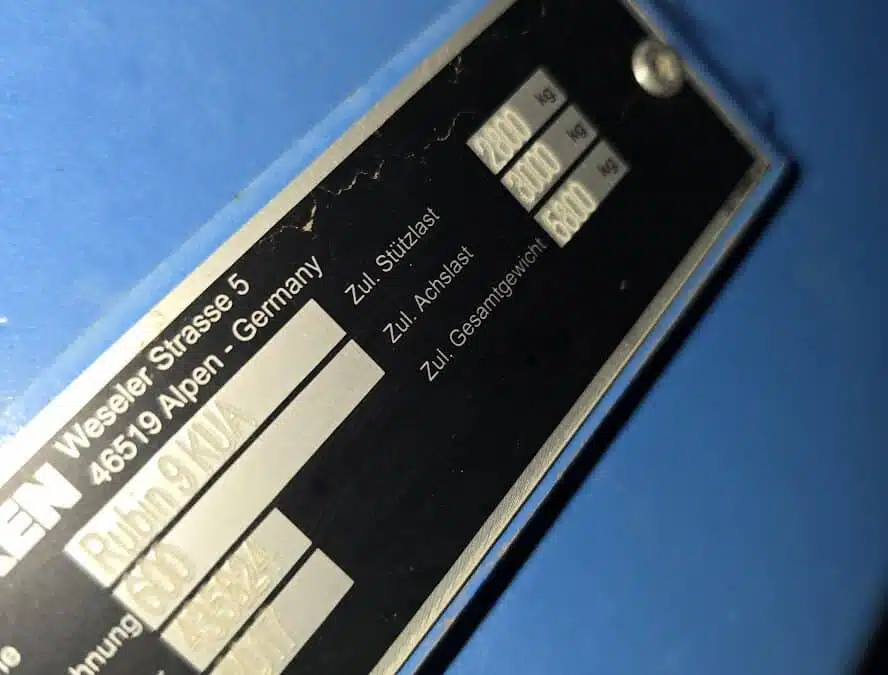 KEN Weseler Strasse 5
46519 Alpen - Germany
Rubin 9 KUA
600
hnung
Zul. Stützlast 2800 kg
Zul. Achslast 3000 kg
Zul. Gesamtgewicht 5800 kg